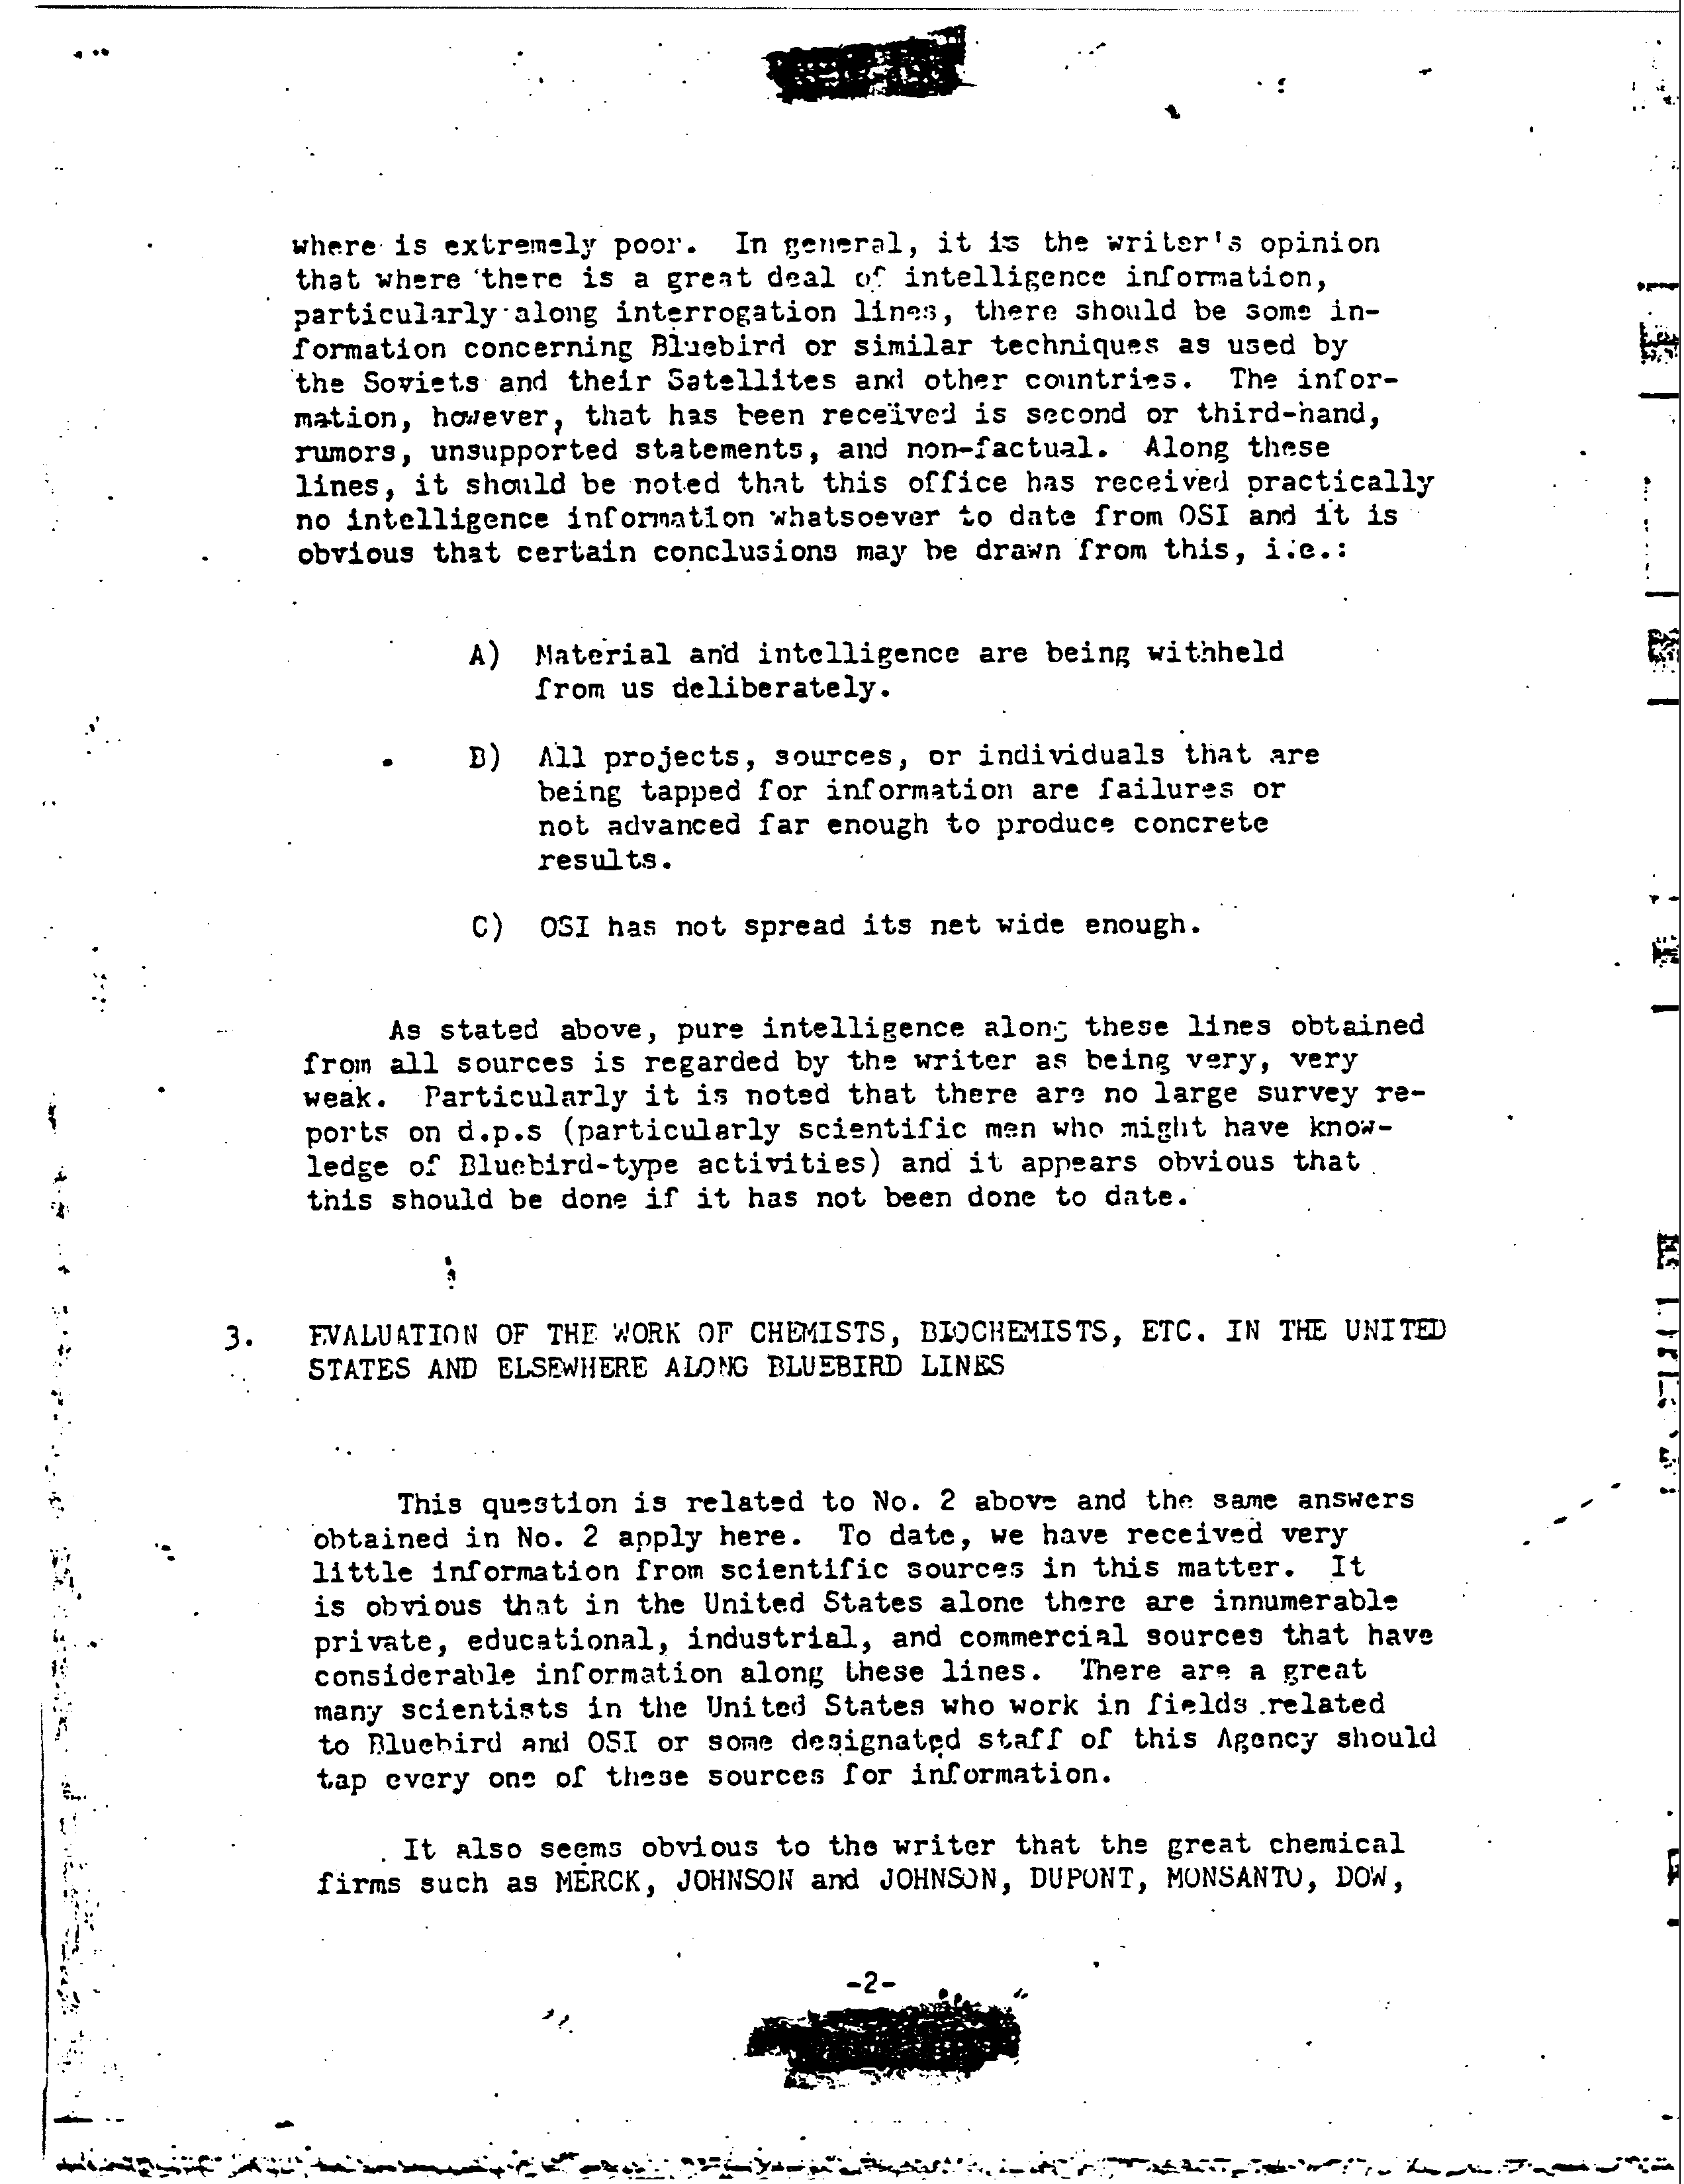 where is extremely poor. In general, it is the writer's opinion
that where there is a great deal of intelligence information,
particularly along interrogation lines, there should be some in-
formation concerning Bluebird or similar techniques as used by
the Soviets and their Satellites and other countries. The infor-
mation, however, that has been received is second or third-hand,
rumors, unsupported statements, and non-factual. Along these
lines, it should be noted that this office has received practically
no intelligence information whatsoever to date from OSI and it is
obvious that certain conclusions may be drawn from this, i.e.:
A) Material and intelligence are being withheld
from us deliberately.
B) All projects, sources, or individuals that are
being tapped for information are failures or
not advanced far enough to produce concrete
results.
C) OSI has not spread its net wide enough.
As stated above, pure intelligence along these lines obtained
from all sources is regarded by the writer as being very, very
weak. Particularly it is noted that there are no large survey re-
ports on d.p.s (particularly scientific men who might have know-
ledge of Bluebird-type activities) and it appears obvious that
this should be done if it has not been done to date.
3. EVALUATION OF THE WORK OF CHEMISTS, BIOCHEMISTS, ETC. IN THE UNITED
STATES AND ELSEWHERE ALONG BLUEBIRD LINES
This question is related to No. 2 above and the same answers
obtained in No. 2 apply here. To date, we have received very
little information from scientific sources in this matter. It
is obvious that in the United States alone there are innumerable
private, educational, industrial, and commercial sources that have
considerable information along these lines. There are a great
many scientists in the United States who work in fields related
to Bluebird and OSI or some designated staff of this Agency should
tap every one of these sources for information.
It also seems obvious to the writer that the great chemical
firms such as MERCK, JOHNSON and JOHNSON, DUPONT, MONSANTO, DOW,
-2-